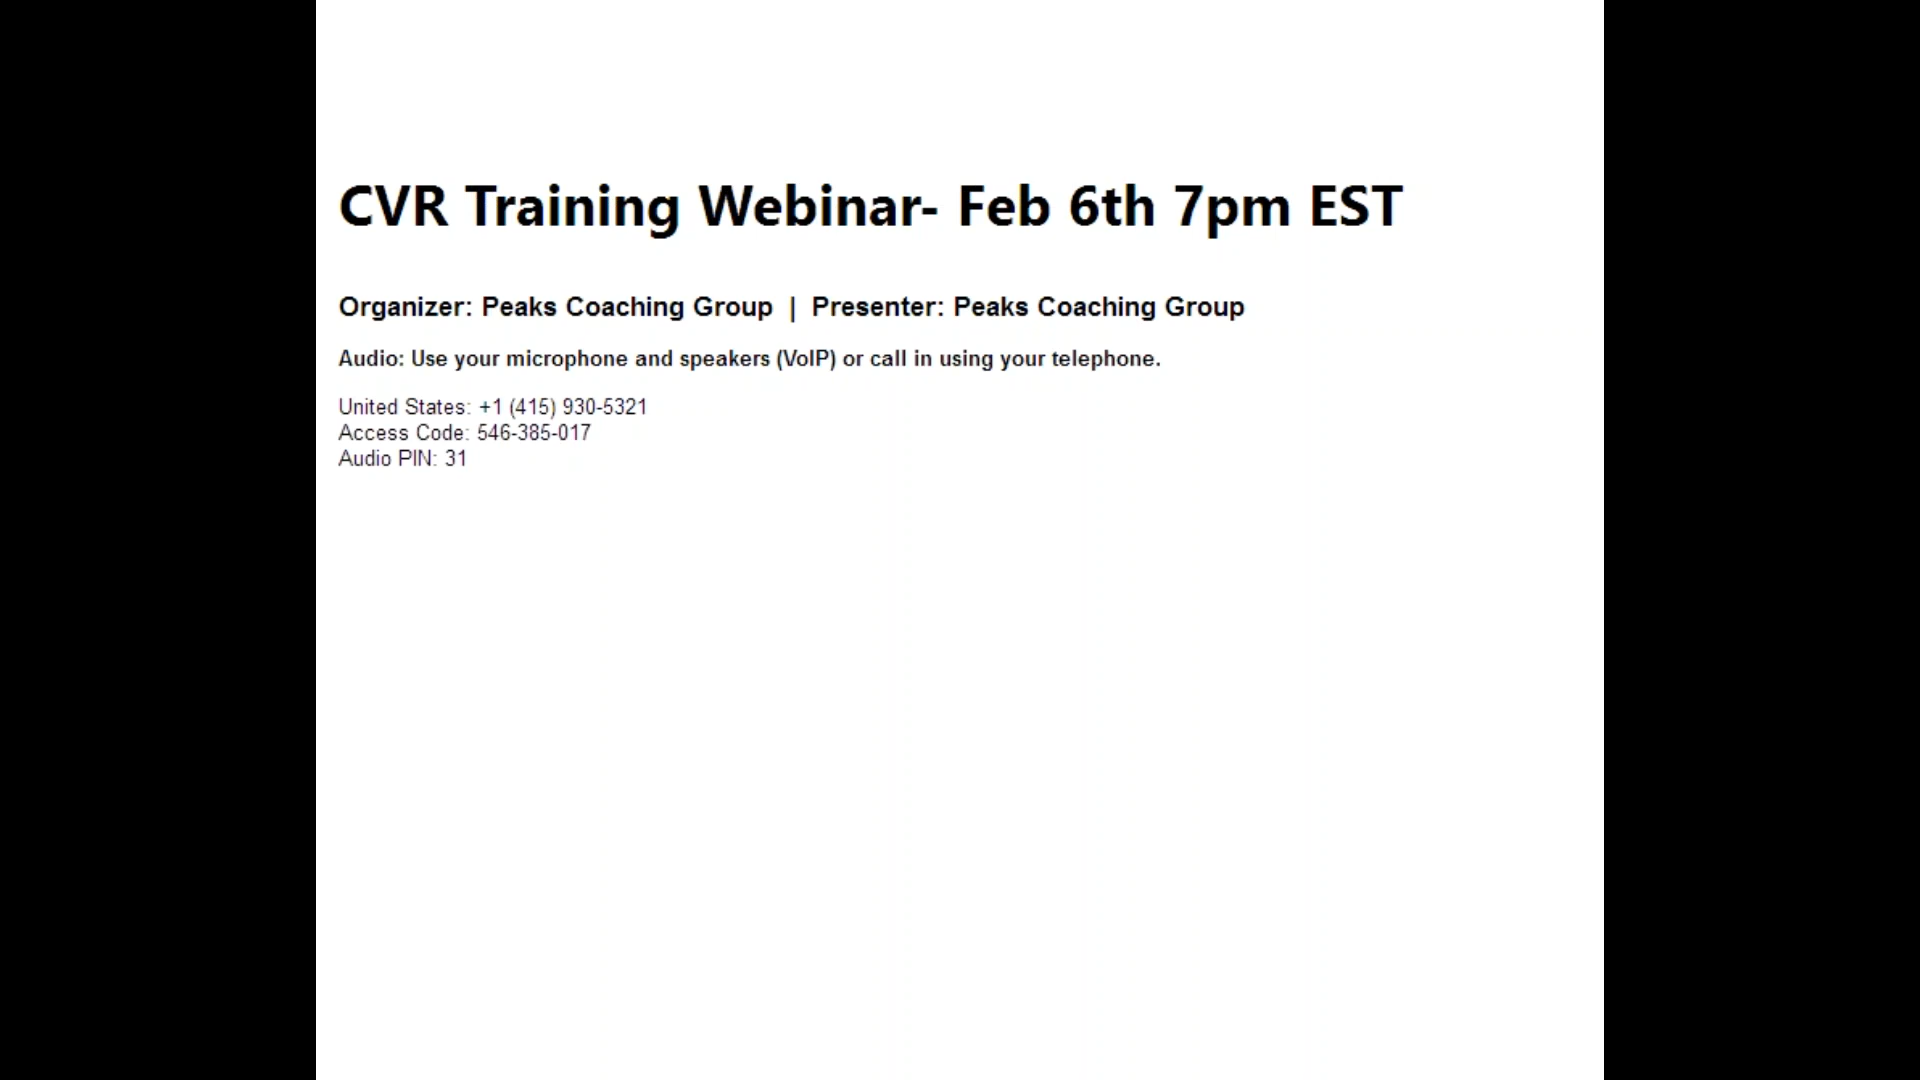 CVR Training Webinar- Feb 6th 7pm EST
Organizer: Peaks Coaching Group | Presenter: Peaks Coaching Group
Audio: Use your microphone and speakers (VoIP) or call in using your telephone.
United States: +1 (415) 930-5321
Access Code: 546-385-017
Audio PIN: 31